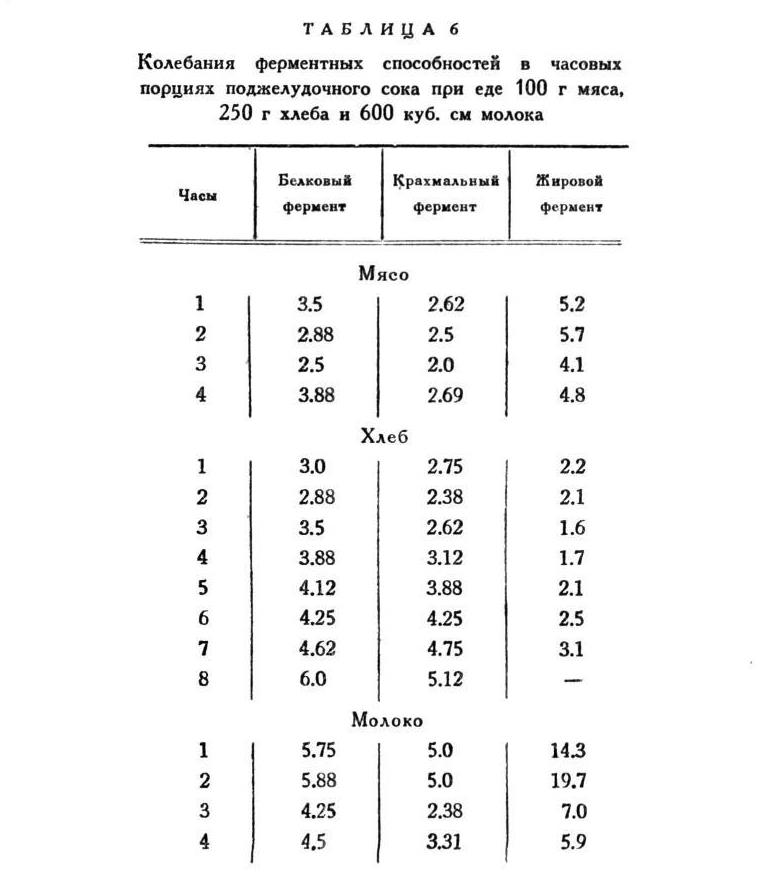 ТАБЛИЦА 6
Колебания ферментных способностей в часовых
порциях поджелудочного сока при еде 100 г мяса,
250 г хлеба и 600 куб. см молока
Часы Белковый фермент Крахмальный фермент Жировой фермент
Мясо
1 3.5 2.62 5.2
2 2.88 2.5 5.7
3 2.5 2.0 4.1
4 3.88 2.69 4.8
Хлеб
1 3.0 2.75 2.2
2 2.88 2.38 2.1
3 3.5 2.62 1.6
4 3.88 3.12 1.7
5 4.12 3.88 2.1
6 4.25 4.25 2.5
7 4.62 4.75 3.1
8 6.0 5.12 —
Молоко
1 5.75 5.0 14.3
2 5.88 5.0 19.7
3 4.25 2.38 7.0
4 4.5 3.31 5.9